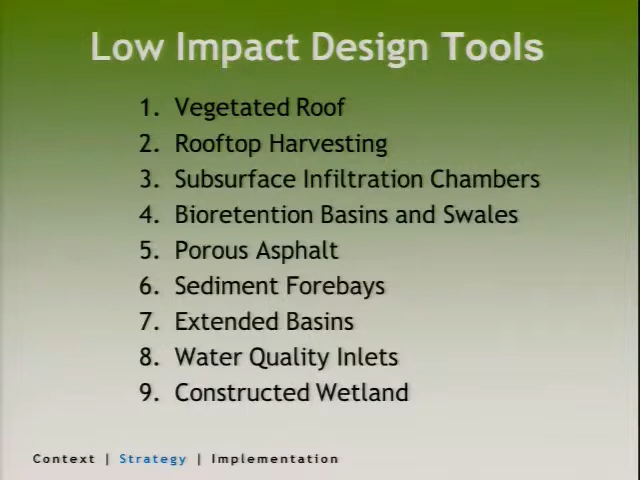 Low Impact Design Tools
1. Vegetated Roof
2. Rooftop Harvesting
3. Subsurface Infiltration Chambers
4. Bioretention Basins and Swales
5. Porous Asphalt
6. Sediment Forebays
7. Extended Basins
8. Water Quality Inlets
9. Constructed Wetland
Context | Strategy | Implementation